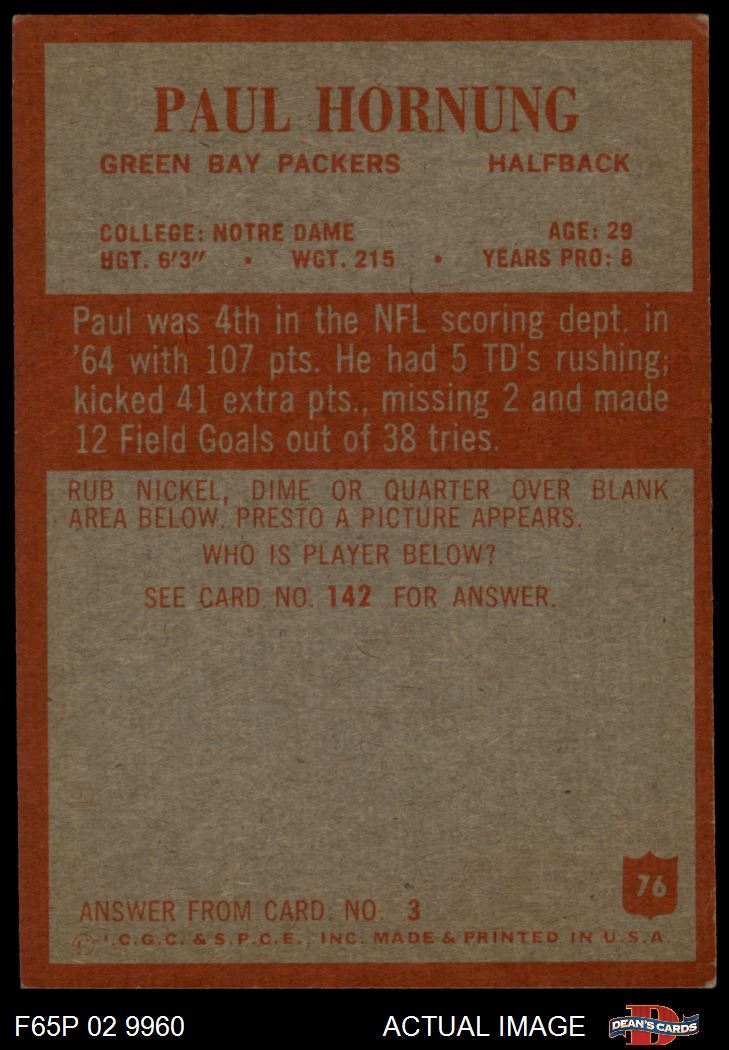 PAUL HORNUNG
GREEN BAY PACKERS HALFBACK
COLLEGE: NOTRE DAME AGE: 29
HGT. 6'3" • WGT. 215 • YEARS PRO: 8
Paul was 4th in the NFL scoring dept. in
'64 with 107 pts. He had 5 TD's rushing;
kicked 41 extra pts., missing 2 and made
12 Field Goals out of 38 tries.
RUB NICKEL, DIME OR QUARTER OVER BLANK
AREA BELOW. PRESTO A PICTURE APPEARS.
WHO IS PLAYER BELOW?
SEE CARD NO. 142 FOR ANSWER.
76
ANSWER FROM CARD. NO. 3
© P.C.G.C. & S.P.C.E., INC. MADE & PRINTED IN U.S.A.
F65P 02 9960 ACTUAL IMAGE DEAN'S CARDS